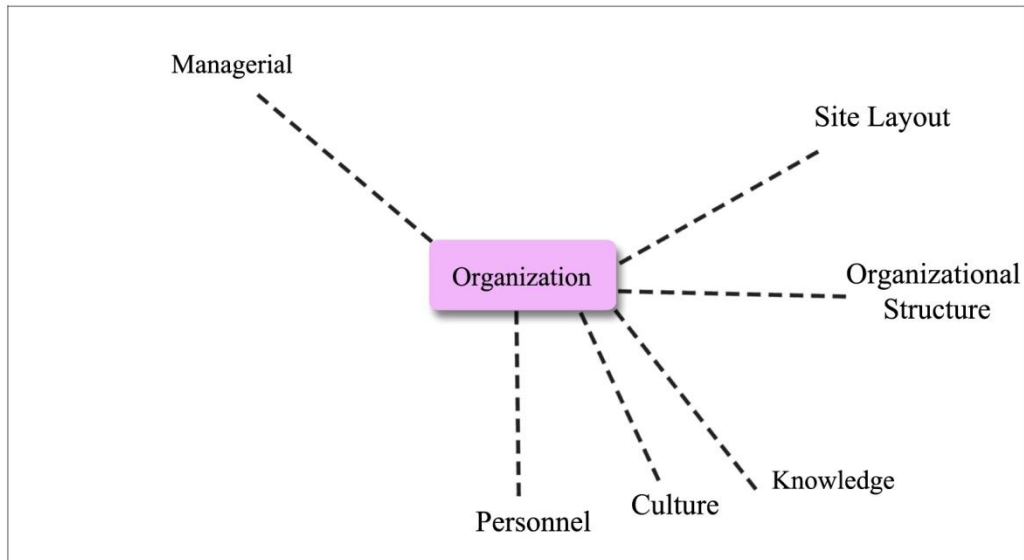 Managerial
Site Layout
Organization
Organizational
Structure
Knowledge
Culture
Personnel